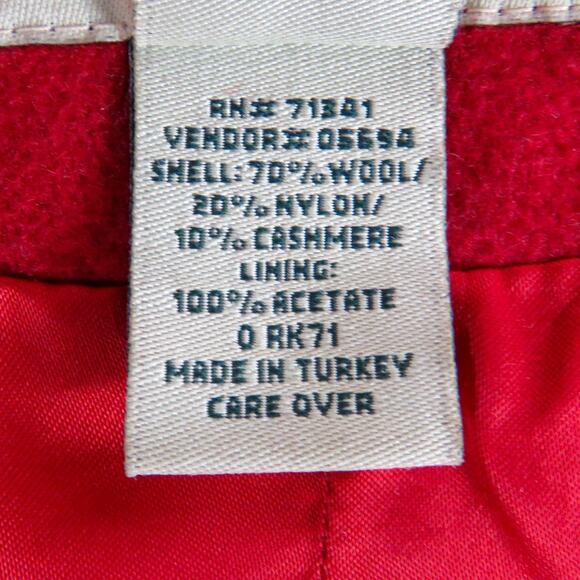 RN# 71341
VENDOR# 05694
SHELL: 70% WOOL/
20% NYLON/
10% CASHMERE
LINING:
100% ACETATE
0 RK71
MADE IN TURKEY
CARE OVER